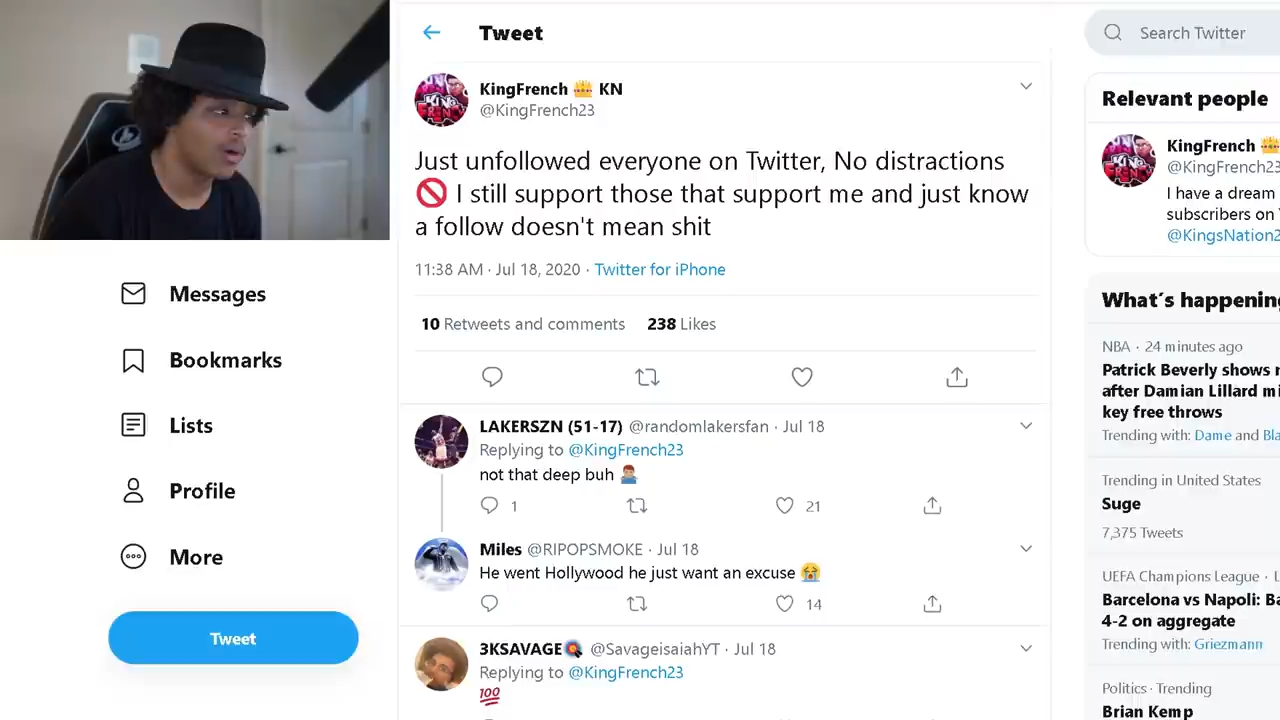 Tweet
Search Twitter
KingFrench 👑 KN
@KingFrench23
Just unfollowed everyone on Twitter, No distractions
🚫 I still support those that support me and just know
a follow doesn't mean shit
11:38 AM · Jul 18, 2020 · Twitter for iPhone
10 Retweets and comments 238 Likes
LAKERSZN (51-17) @randomlakersfan · Jul 18
Replying to @KingFrench23
not that deep buh 🤷🏽‍♂️
1 21
Miles @RIPOPSMOKE · Jul 18
He went Hollywood he just want an excuse 😭
14
3KSAVAGE🎯 @SavageisaiahYT · Jul 18
Replying to @KingFrench23
💯
Messages
Bookmarks
Lists
Profile
More
Tweet
Relevant people
KingFrench 👑
@KingFrench23
I have a dream
subscribers on
@KingsNation2
What's happening
NBA · 24 minutes ago
Patrick Beverly shows
after Damian Lillard mi
key free throws
Trending with: Dame and Bla
Trending in United States
Suge
7,375 Tweets
UEFA Champions League ·
Barcelona vs Napoli: Ba
4-2 on aggregate
Trending with: Griezmann
Politics · Trending
Brian Kemp